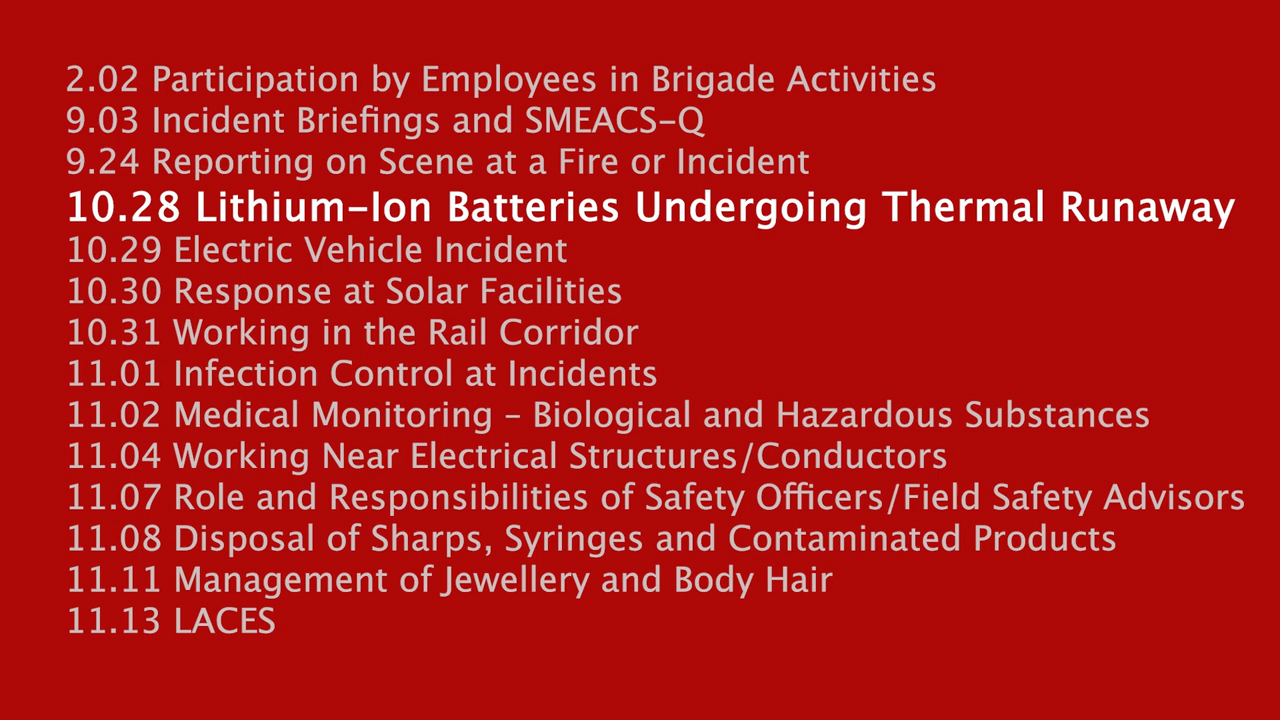 2.02 Participation by Employees in Brigade Activities
9.03 Incident Briefings and SMEACS-Q
9.24 Reporting on Scene at a Fire or Incident
10.28 Lithium-Ion Batteries Undergoing Thermal Runaway
10.29 Electric Vehicle Incident
10.30 Response at Solar Facilities
10.31 Working in the Rail Corridor
11.01 Infection Control at Incidents
11.02 Medical Monitoring – Biological and Hazardous Substances
11.04 Working Near Electrical Structures/Conductors
11.07 Role and Responsibilities of Safety Officers/Field Safety Advisors
11.08 Disposal of Sharps, Syringes and Contaminated Products
11.11 Management of Jewellery and Body Hair
11.13 LACES